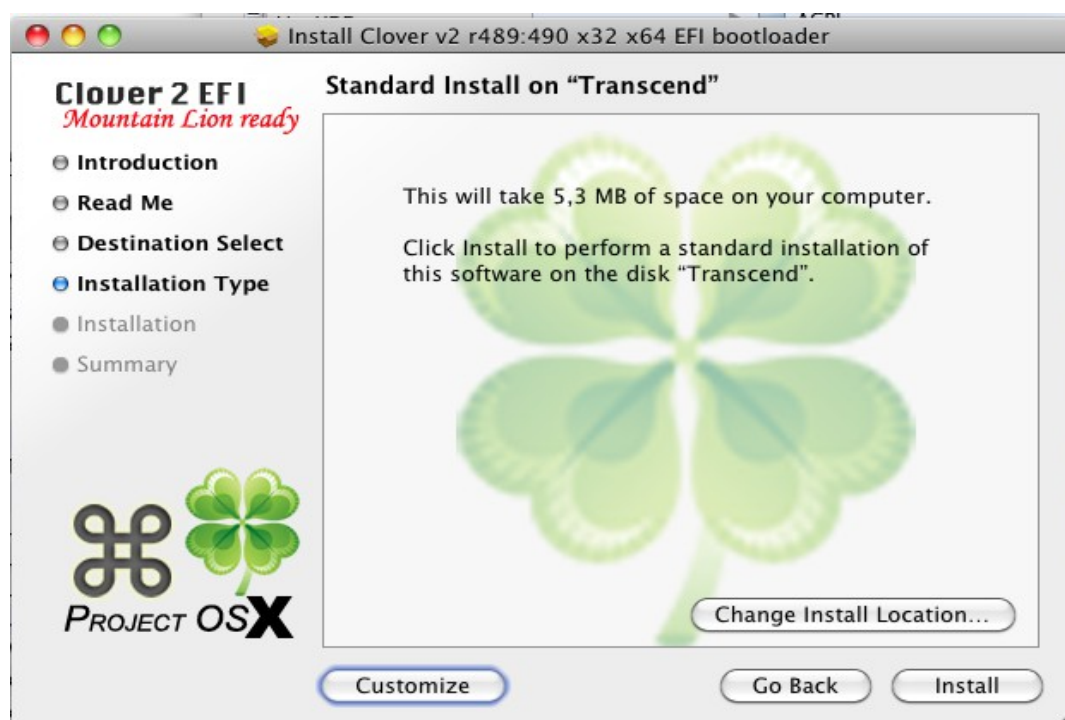 Install Clover v2 r489:490 x32 x64 EFI bootloader
Clover 2 EFI
Mountain Lion ready
Introduction
Read Me
Destination Select
Installation Type
Installation
Summary
PROJECT OSX
Standard Install on “Transcend”
This will take 5,3 MB of space on your computer.
Click Install to perform a standard installation of
this software on the disk “Transcend”.
Change Install Location...
Customize
Go Back
Install